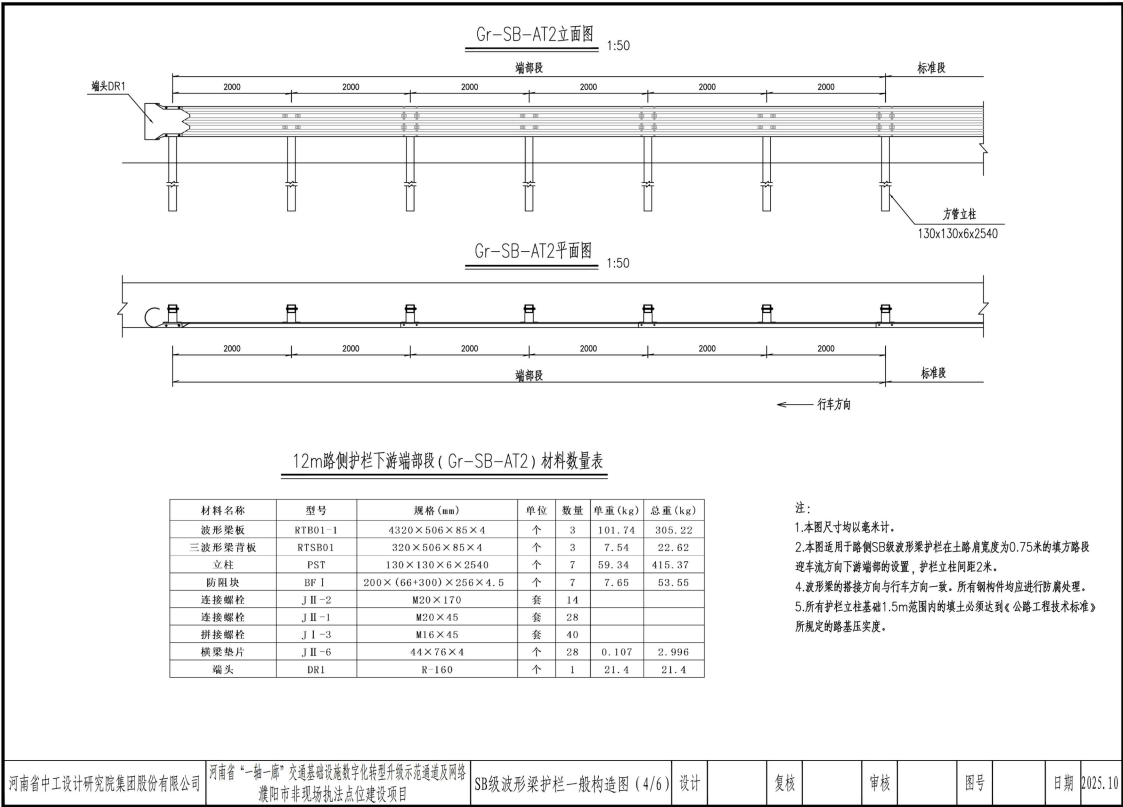 Gr-SB-AT2立面图 1:50
端部段 标准段
端头DR1
2000 2000 2000 2000 2000 2000
方管立柱
130x130x6x2540
Gr-SB-AT2平面图 1:50
2000 2000 2000 2000 2000 2000
端部段 标准段
行车方向
12m路侧护栏下游端部段(Gr-SB-AT2)材料数量表
材料名称 型号 规格(mm) 单位 数量 单重(kg) 总重(kg)
波形梁板 RTB01-1 4320×506×85×4 个 3 101.74 305.22
三波形梁背板 RTSB01 320×506×85×4 个 3 7.54 22.62
立柱 PST 130×130×6×2540 个 7 59.34 415.37
防阻块 BFⅠ 200×(66+300)×256×4.5 个 7 7.65 53.55
连接螺栓 JⅡ-2 M20×170 套 14
连接螺栓 JⅡ-1 M20×45 套 28
拼接螺栓 JⅠ-3 M16×45 套 40
横梁垫片 JⅡ-6 44×76×4 个 28 0.107 2.996
端头 DR1 R-160 个 1 21.4 21.4
注:
1.本图尺寸均以毫米计。
2.本图适用于路侧SB级波形梁护栏在土路肩宽度为0.75米的填方路段
迎车流方向下游端部的设置,护栏立柱间距2米。
4.波形梁的搭接方向与行车方向一致。所有钢构件均应进行防腐处理。
5.所有护栏立柱基础1.5m范围内的填土必须达到《公路工程技术标准》
所规定的路基压实度。
河南省中工设计研究院集团股份有限公司
河南省“一轴一廊”交通基础设施数字化转型升级示范通道及网络
濮阳市非现场执法点位建设项目
SB级波形梁护栏一般构造图(4/6) 设计 复核 审核 图号 日期 2025.10